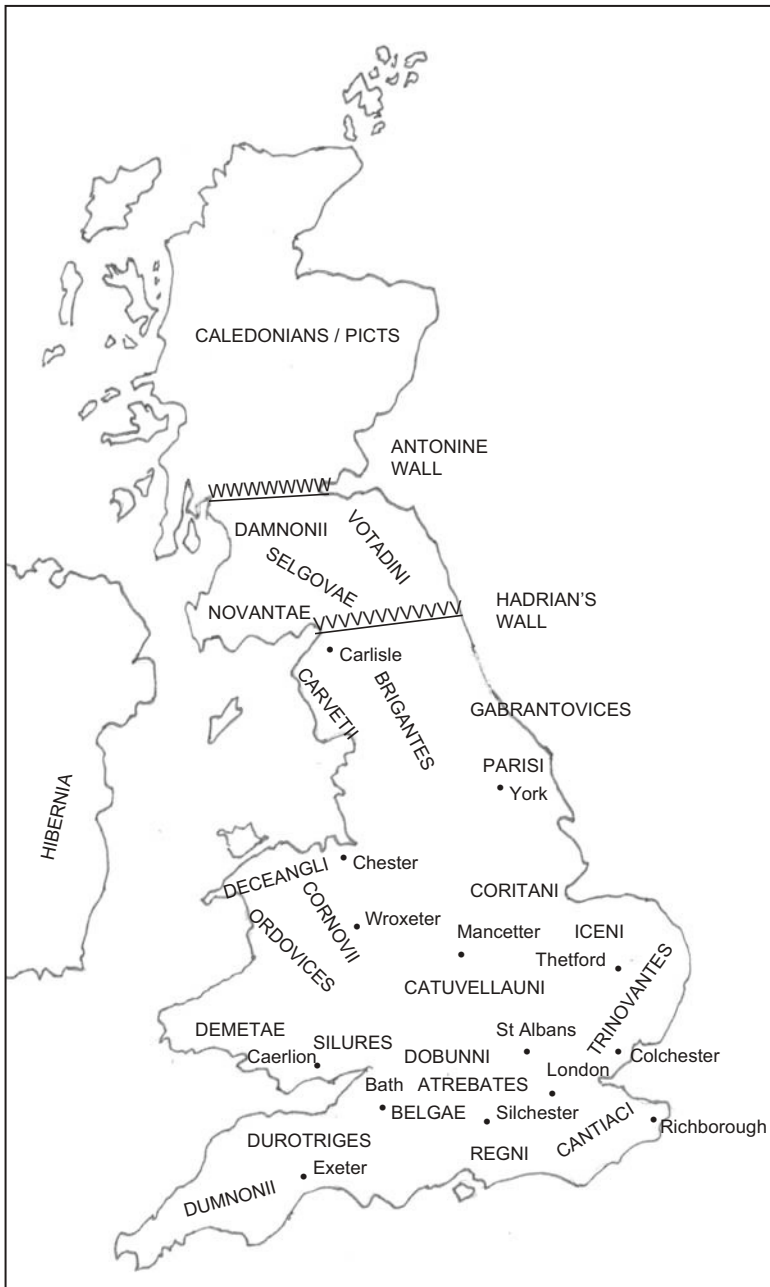 CALEDONIANS / PICTS
ANTONINE
WALL
VVVVVVVVVVVV
DAMNONII
VOTADINI
SELGOVAE
NOVANTAE
HADRIAN'S
WALL
VVVVVVVVVVVV
Carlisle
CARVETII
BRIGANTES
GABRANTOVICES
PARISI
York
HIBERNIA
Chester
DECEANGLI
CORNOVII
ORDOVICES
CORITANI
Wroxeter
Mancetter
ICENI
Thetford
CATUVELLAUNI
TRINOVANTES
DEMETAE
SILURES
Caerlion
DOBUNNI
St Albans
Colchester
London
Bath
ATREBATES
BELGAE
Silchester
CANTIACI
Richborough
DUROTRIGES
REGNI
Exeter
DUMNONII